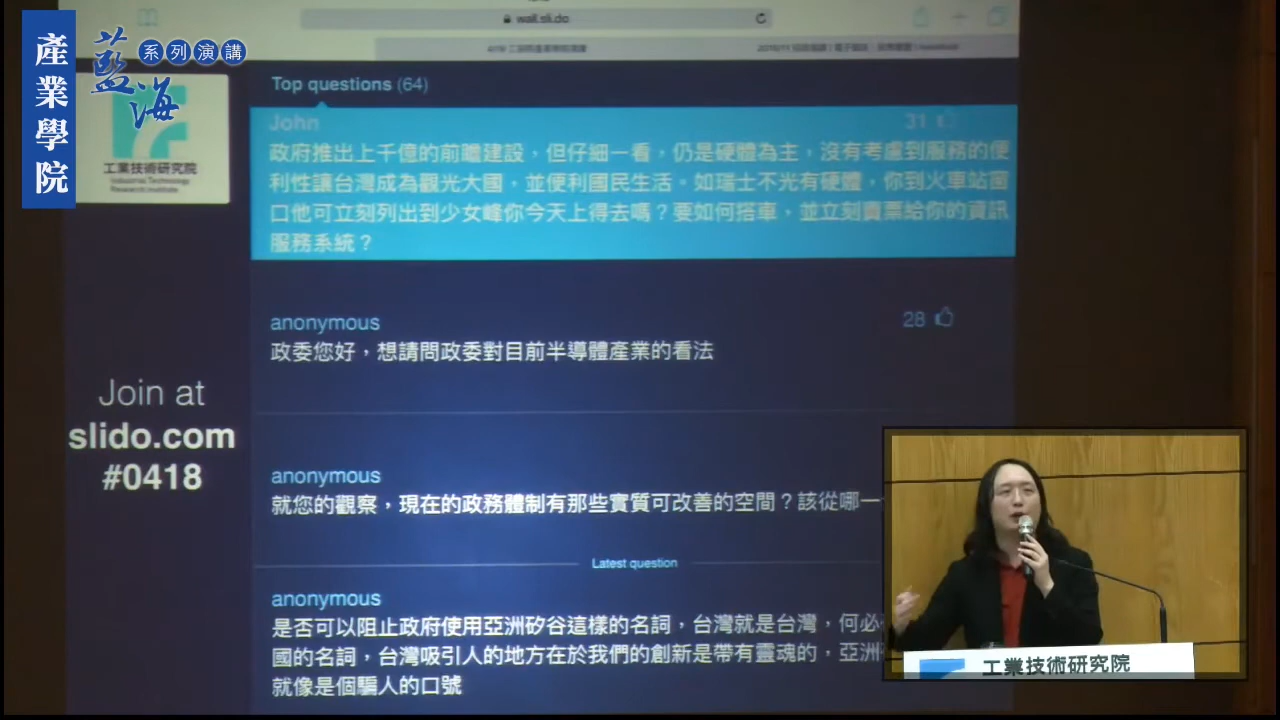 產業學院
藍海
系列演講
wall.sli.do
工業技術研究院
Industrial Technology
Research Institute
Top questions (64)
John
31
政府推出上千億的前瞻建設，但仔細一看，仍是硬體為主，沒有考慮到服務的便
利性讓台灣成為觀光大國，並便利國民生活。如瑞士不光有硬體，你到火車站窗
口他可立刻列出到少女峰你今天上得去嗎？要如何搭車，並立刻賣票給你的資訊
服務系統？
anonymous
28
政委您好，想請問政委對目前半導體產業的看法
Join at
slido.com
#0418
anonymous
就您的觀察，現在的政務體制有那些實質可改善的空間？該從哪一
Latest question
anonymous
是否可以阻止政府使用亞洲矽谷這樣的名詞，台灣就是台灣，何必
國的名詞，台灣吸引人的地方在於我們的創新是帶有靈魂的，亞洲
就像是個騙人的口號
工業技術研究院